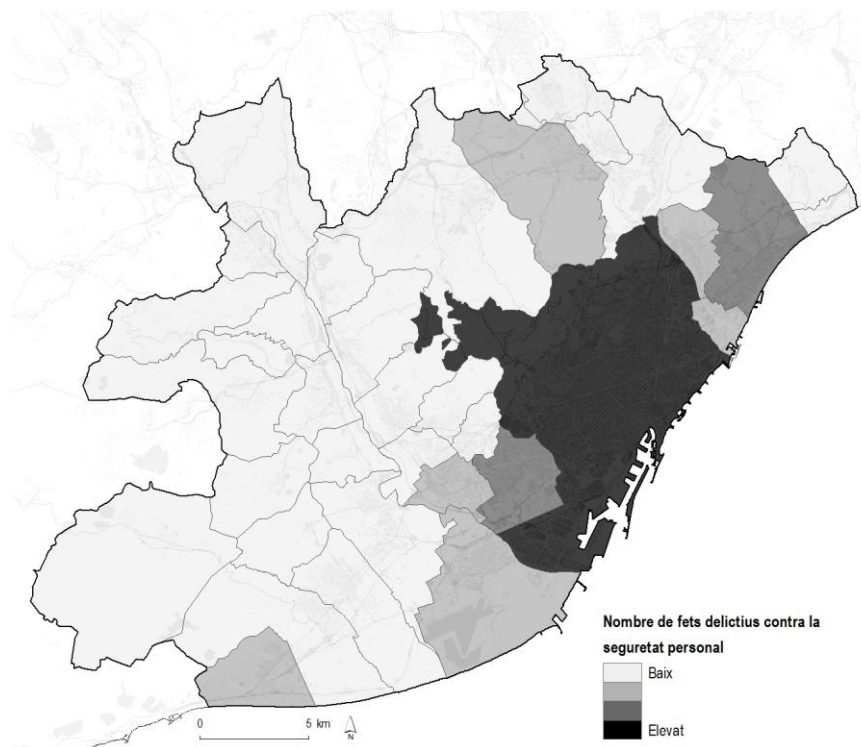 Nombre de fets delictius contra la
seguretat personal
Baix
Elevat
0 5 km
N